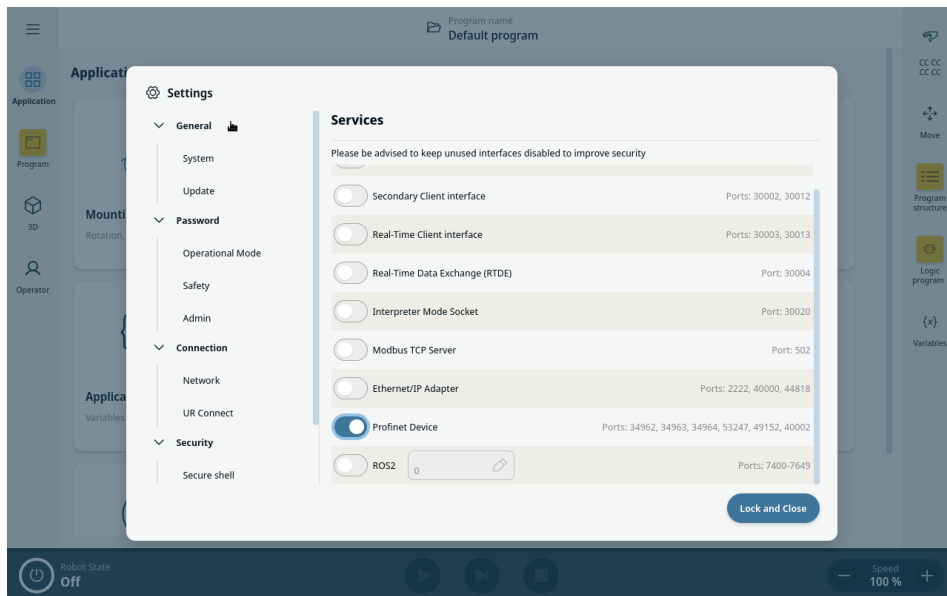 Program name
Default program
Application
Program
3D
Operator
Applicati
Mounti
Rotation,
Applica
Variables
Settings
General
System
Update
Password
Operational Mode
Safety
Admin
Connection
Network
UR Connect
Security
Secure shell
Services
Please be advised to keep unused interfaces disabled to improve security
Secondary Client interface Ports: 30002, 30012
Real-Time Client interface Ports: 30003, 30013
Real-Time Data Exchange (RTDE) Port: 30004
Interpreter Mode Socket Port: 30020
Modbus TCP Server Port: 502
Ethernet/IP Adapter Ports: 2222, 40000, 44818
Profinet Device Ports: 34962, 34963, 34964, 53247, 49152, 40002
ROS2 0 Ports: 7400-7649
Lock and Close
CC CC
CC CC
Move
Program
structure
Logic
program
{x}
Variables
Robot State
Off
Speed
100 %